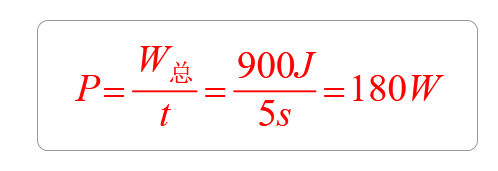 P = W总/t = 900J/5s = 180W